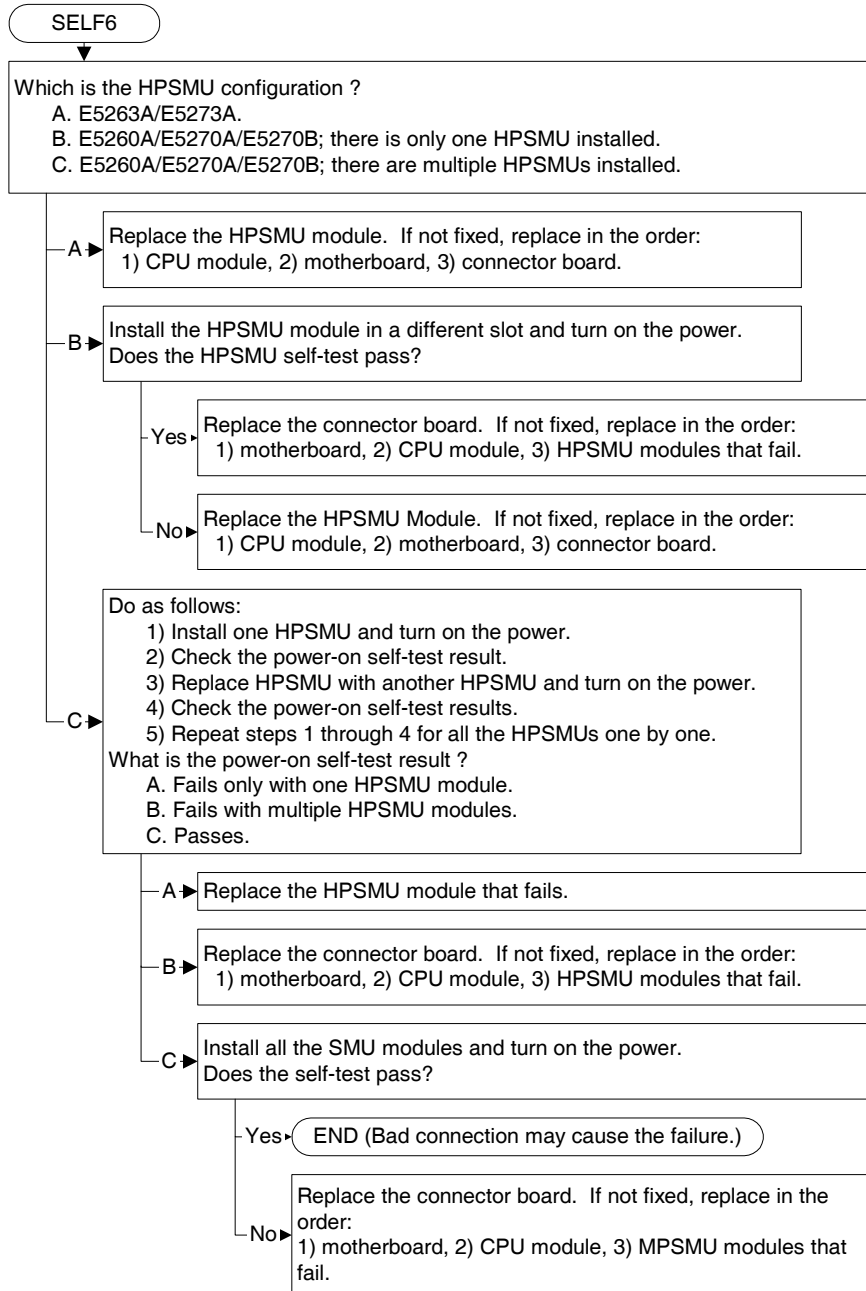 SELF6
Which is the HPSMU configuration ?
A. E5263A/E5273A.
B. E5260A/E5270A/E5270B; there is only one HPSMU installed.
C. E5260A/E5270A/E5270B; there are multiple HPSMUs installed.
A
Replace the HPSMU module.  If not fixed, replace in the order:
1) CPU module, 2) motherboard, 3) connector board.
B
Install the HPSMU module in a different slot and turn on the power.
Does the HPSMU self-test pass?
Yes
Replace the connector board.  If not fixed, replace in the order:
1) motherboard, 2) CPU module, 3) HPSMU modules that fail.
No
Replace the HPSMU Module.  If not fixed, replace in the order:
1) CPU module, 2) motherboard, 3) connector board.
C
Do as follows:
1) Install one HPSMU and turn on the power.
2) Check the power-on self-test result.
3) Replace HPSMU with another HPSMU and turn on the power.
4) Check the power-on self-test results.
5) Repeat steps 1 through 4 for all the HPSMUs one by one.
What is the power-on self-test result ?
A. Fails only with one HPSMU module.
B. Fails with multiple HPSMU modules.
C. Passes.
A
Replace the HPSMU module that fails.
B
Replace the connector board.  If not fixed, replace in the order:
1) motherboard, 2) CPU module, 3) HPSMU modules that fail.
C
Install all the SMU modules and turn on the power.
Does the self-test pass?
Yes
END (Bad connection may cause the failure.)
No
Replace the connector board.  If not fixed, replace in the
order:
1) motherboard, 2) CPU module, 3) MPSMU modules that
fail.